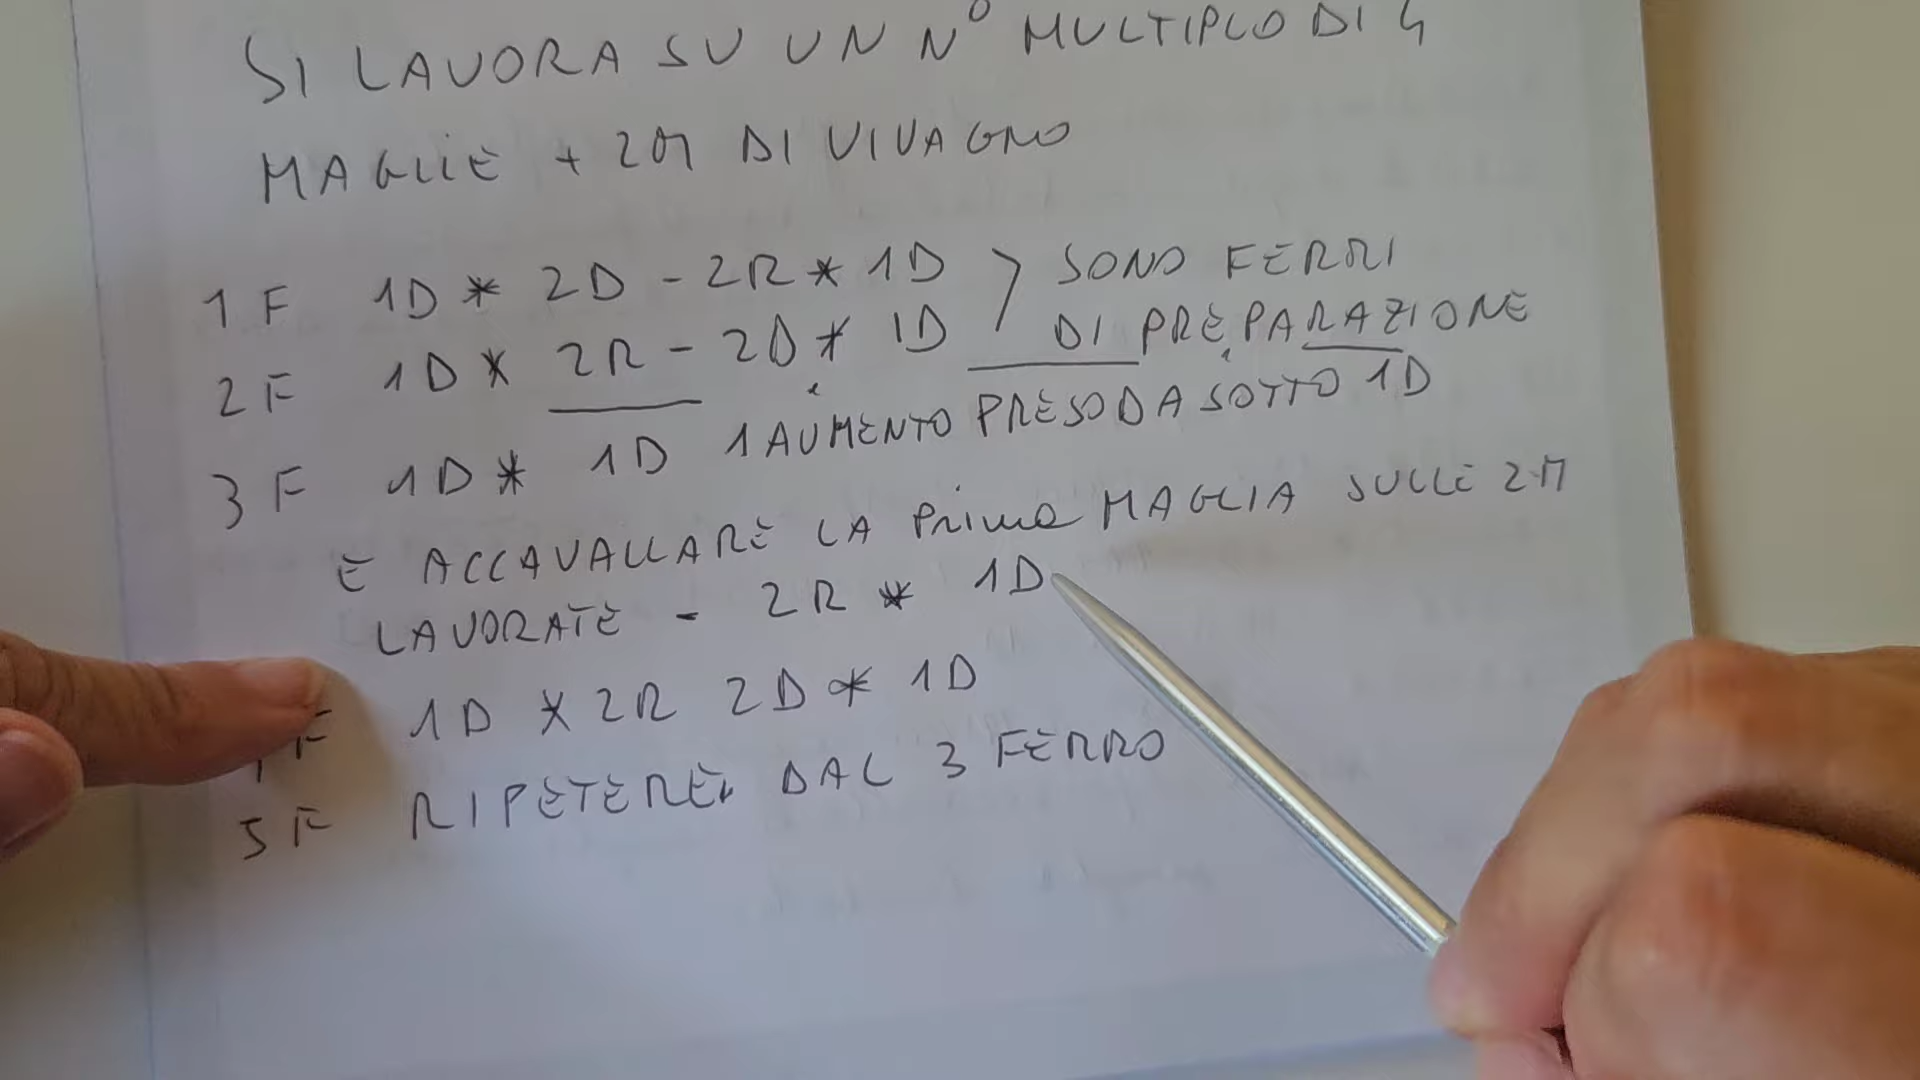 SI LAVORA SU UN N° MULTIPLO DI 4
MAGLIE + 2M DI VIVAGNO
1F 1D * 2D - 2R * 1D > SONO FERRI
2F 1D * 2R - 2D * 1D DI PREPARAZIONE
3F 1D * 1D 1 AUMENTO PRESO DA SOTTO 1D
E ACCAVALLARE LA Prima MAGLIA SULLE 2M
LAVORATE - 2R * 1D
F 1D * 2R 2D * 1D
5F RIPETERE DAL 3 FERRO